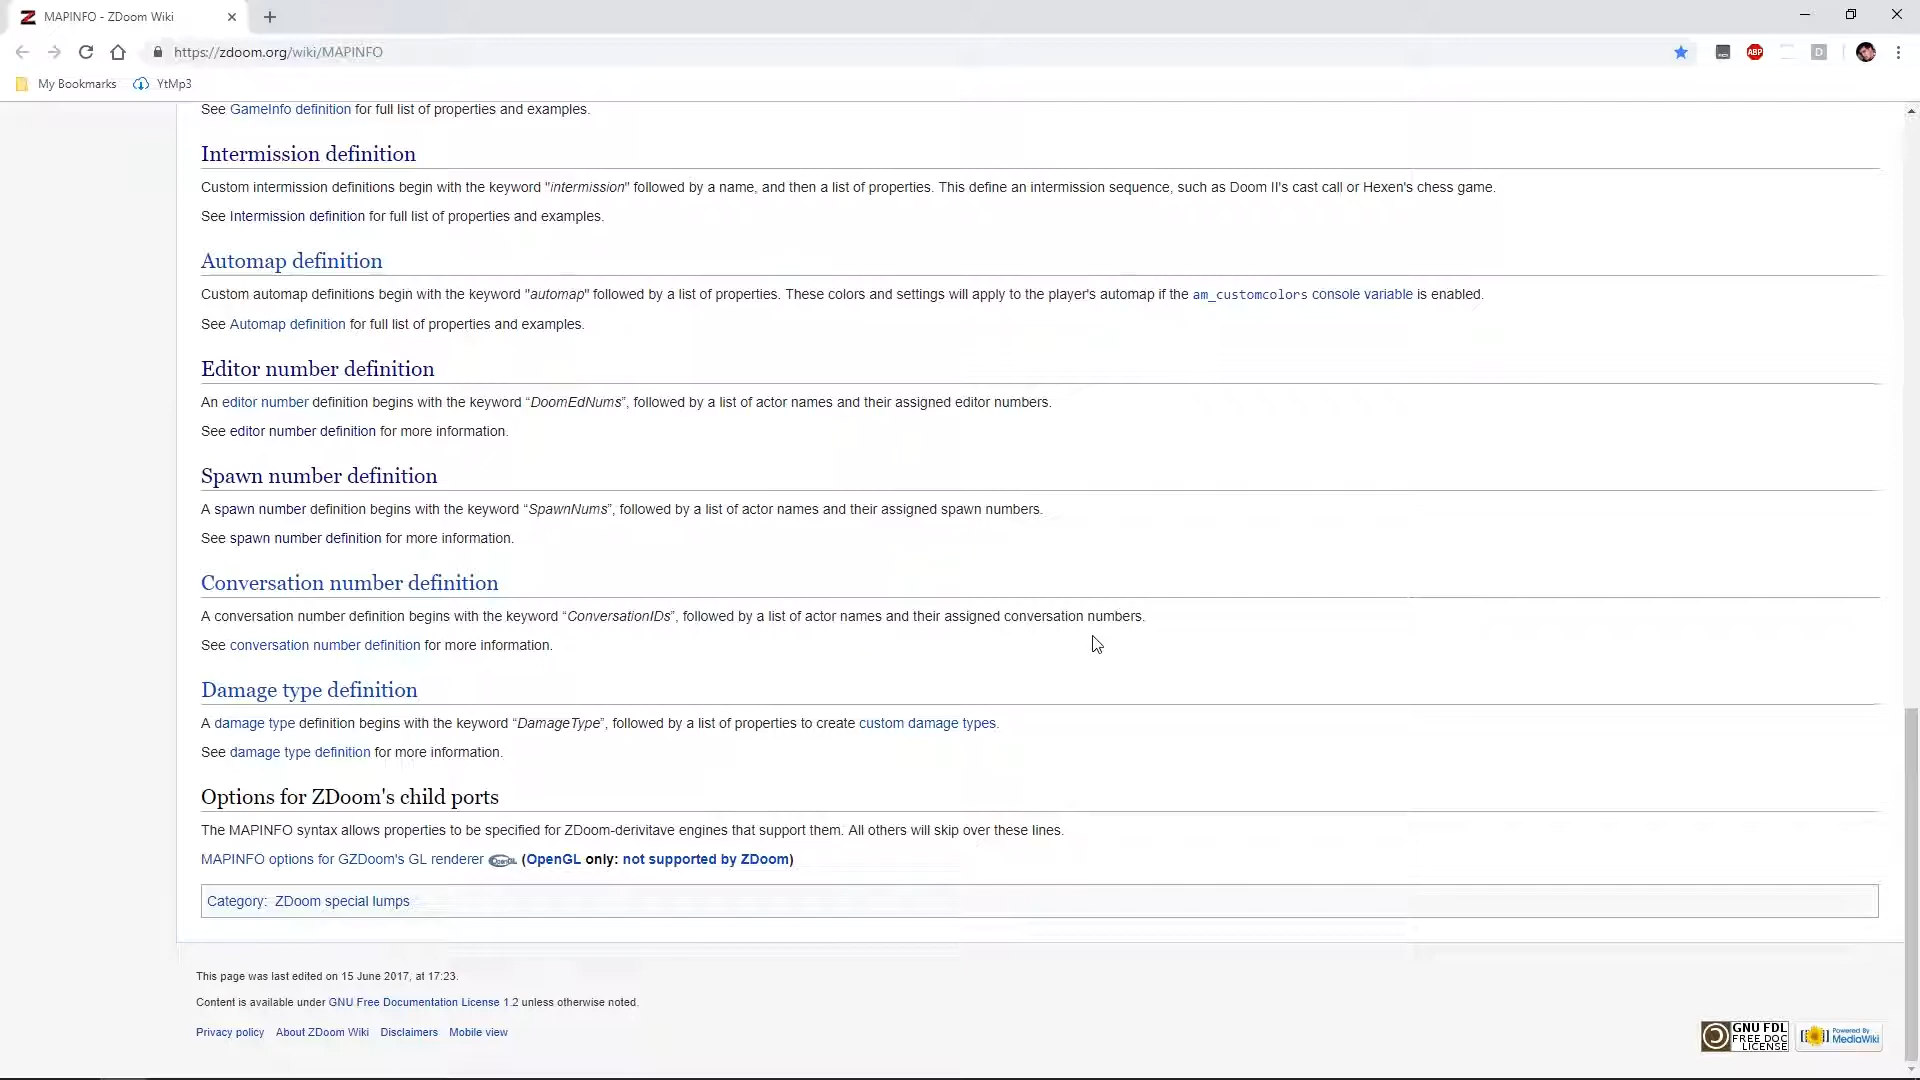 MAPINFO - ZDoom Wiki
https://zdoom.org/wiki/MAPINFO
ABP
D
My Bookmarks YtMp3
See GameInfo definition for full list of properties and examples.
Intermission definition
Custom intermission definitions begin with the keyword "intermission" followed by a name, and then a list of properties. This define an intermission sequence, such as Doom II's cast call or Hexen's chess game.
See Intermission definition for full list of properties and examples.
Automap definition
Custom automap definitions begin with the keyword "automap" followed by a list of properties. These colors and settings will apply to the player's automap if the am_customcolors console variable is enabled.
See Automap definition for full list of properties and examples.
Editor number definition
An editor number definition begins with the keyword “DoomEdNums”, followed by a list of actor names and their assigned editor numbers.
See editor number definition for more information.
Spawn number definition
A spawn number definition begins with the keyword “SpawnNums”, followed by a list of actor names and their assigned spawn numbers.
See spawn number definition for more information.
Conversation number definition
A conversation number definition begins with the keyword “ConversationIDs”, followed by a list of actor names and their assigned conversation numbers.
See conversation number definition for more information.
Damage type definition
A damage type definition begins with the keyword “DamageType”, followed by a list of properties to create custom damage types.
See damage type definition for more information.
Options for ZDoom's child ports
The MAPINFO syntax allows properties to be specified for ZDoom-derivitave engines that support them. All others will skip over these lines.
MAPINFO options for GZDoom's GL renderer OpenGL (OpenGL only: not supported by ZDoom)
Category: ZDoom special lumps
This page was last edited on 15 June 2017, at 17:23.
Content is available under GNU Free Documentation License 1.2 unless otherwise noted.
Privacy policy About ZDoom Wiki Disclaimers Mobile view
GNU FDL
FREE DOC
LICENSE
Powered By
MediaWiki